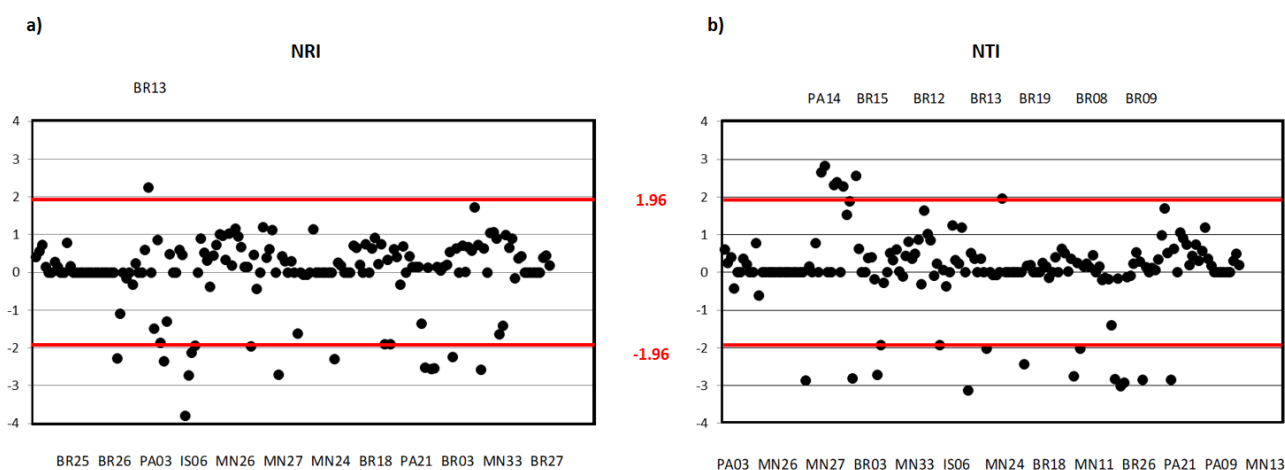 a)
NRI
BR13
4
3
2
1
0
-1
-2
-3
-4
BR25 BR26 PA03 IS06 MN26 MN27 MN24 BR18 PA21 BR03 MN33 BR27
1.96
-1.96
b)
NTI
PA14 BR15 BR12 BR13 BR19 BR08 BR09
4
3
2
1
0
-1
-2
-3
-4
PA03 MN26 MN27 BR03 MN33 IS06 MN24 BR18 MN11 BR26 PA21 PA09 MN13